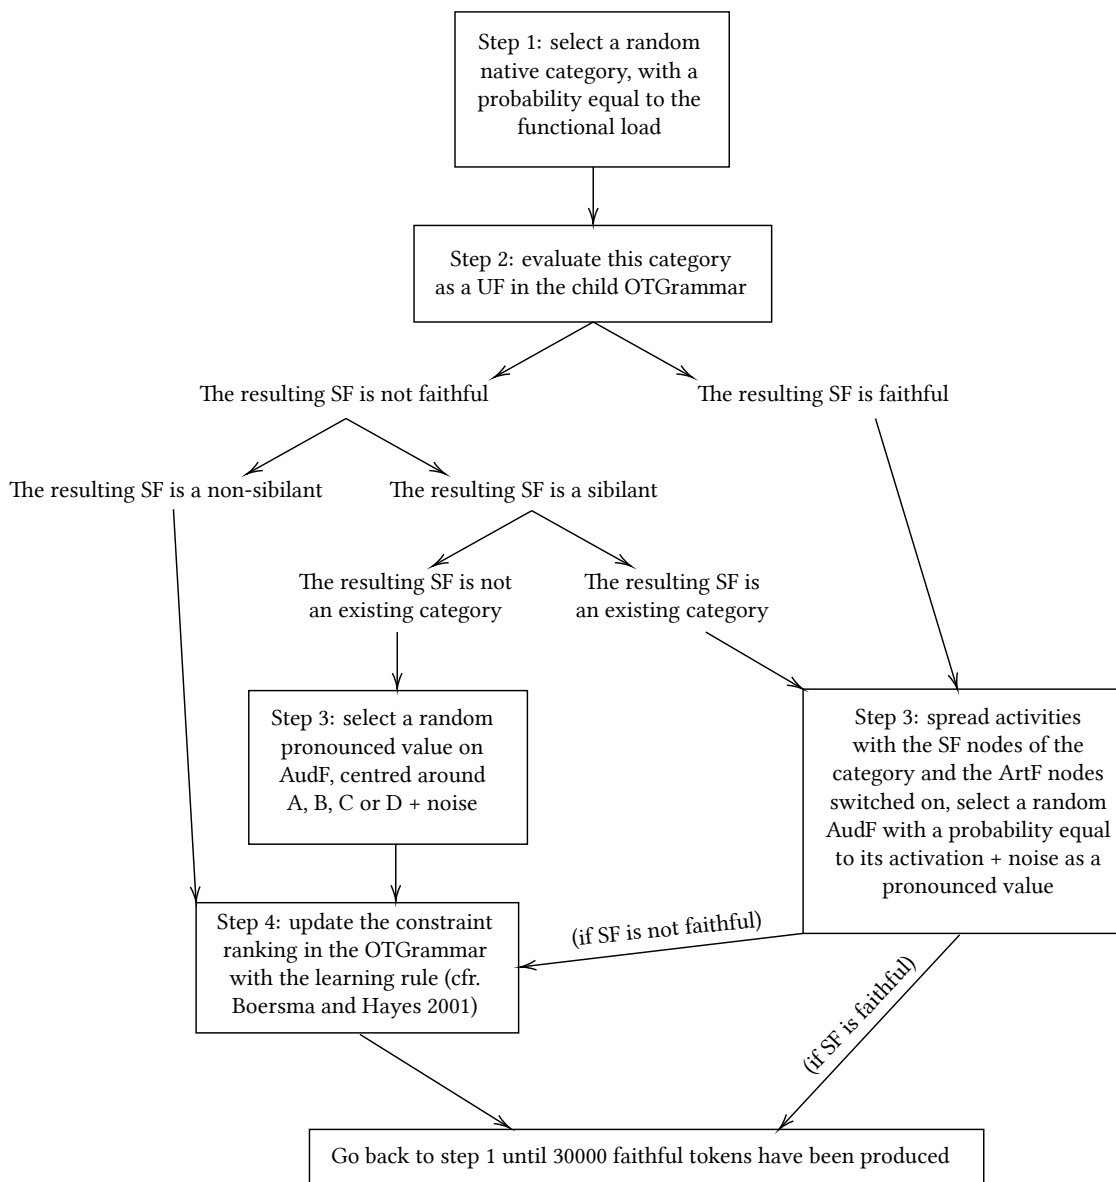 Step 1: select a random
native category, with a
probability equal to the
functional load
Step 2: evaluate this category
as a UF in the child OTGrammar
The resulting SF is not faithful
The resulting SF is faithful
The resulting SF is a non-sibilant
The resulting SF is a sibilant
The resulting SF is not
an existing category
The resulting SF is
an existing category
Step 3: select a random
pronounced value on
AudF, centred around
A, B, C or D + noise
Step 3: spread activities
with the SF nodes of the
category and the ArtF nodes
switched on, select a random
AudF with a probability equal
to its activation + noise as a
pronounced value
Step 4: update the constraint
ranking in the OTGrammar
with the learning rule (cfr.
Boersma and Hayes 2001)
(if SF is not faithful)
(if SF is faithful)
Go back to step 1 until 30000 faithful tokens have been produced